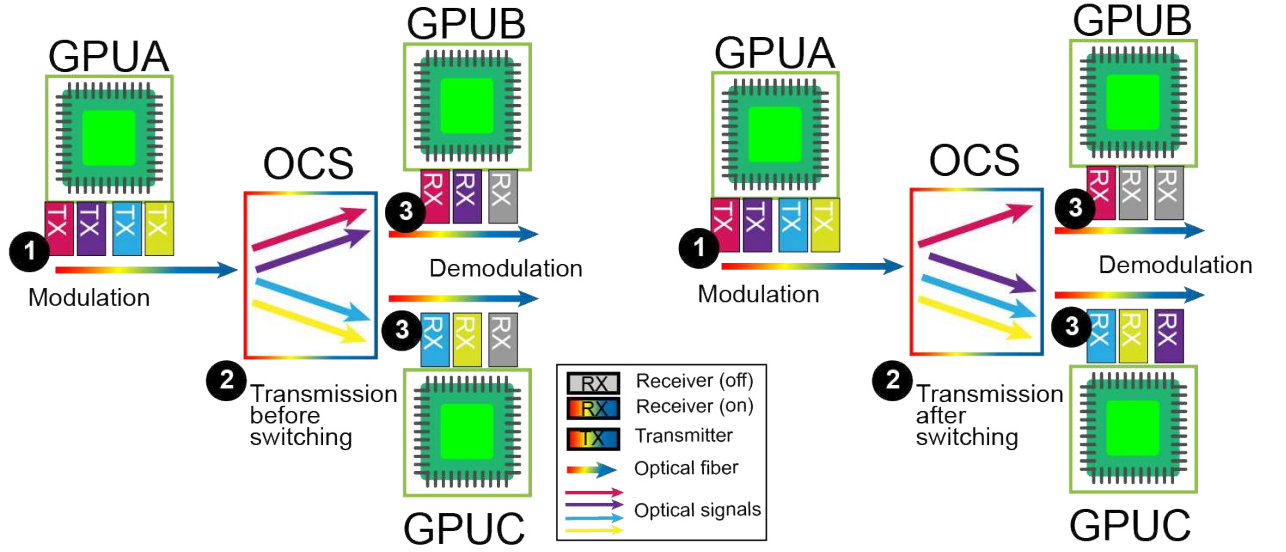 GPUA
TX
TX
TX
TX
1
Modulation
OCS
2
Transmission
before
switching
GPUB
RX
RX
RX
3
Demodulation
3
RX
RX
RX
GPUC
RX
Receiver (off)
RX
Receiver (on)
TX
Transmitter
Optical fiber
Optical signals
GPUA
TX
TX
TX
TX
1
Modulation
OCS
2
Transmission
after
switching
GPUB
RX
RX
RX
3
Demodulation
3
RX
RX
RX
GPUC